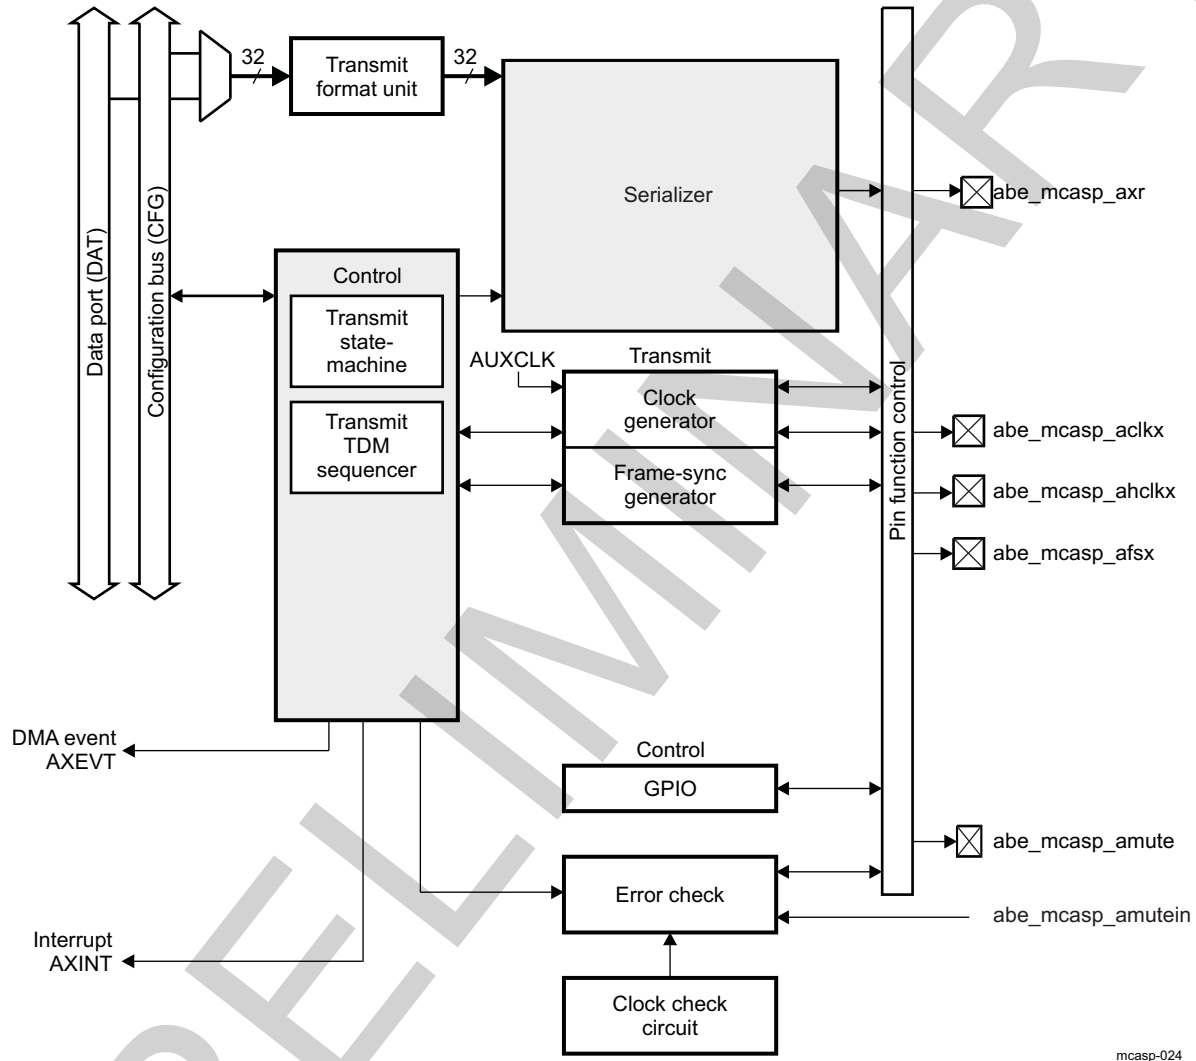 32
Transmit
format unit
32
Serializer
abe_mcasp_axr
Data port (DAT)
Configuration bus (CFG)
Control
Transmit
state-
machine
Transmit
TDM
sequencer
AUXCLK
Transmit
Clock
generator
Frame-sync
generator
Pin function control
abe_mcasp_aclkx
abe_mcasp_ahclkx
abe_mcasp_afsx
DMA event
AXEVT
Control
GPIO
abe_mcasp_amute
Error check
abe_mcasp_amutein
Interrupt
AXINT
Clock check
circuit
mcasp-024
PRELIMINAR